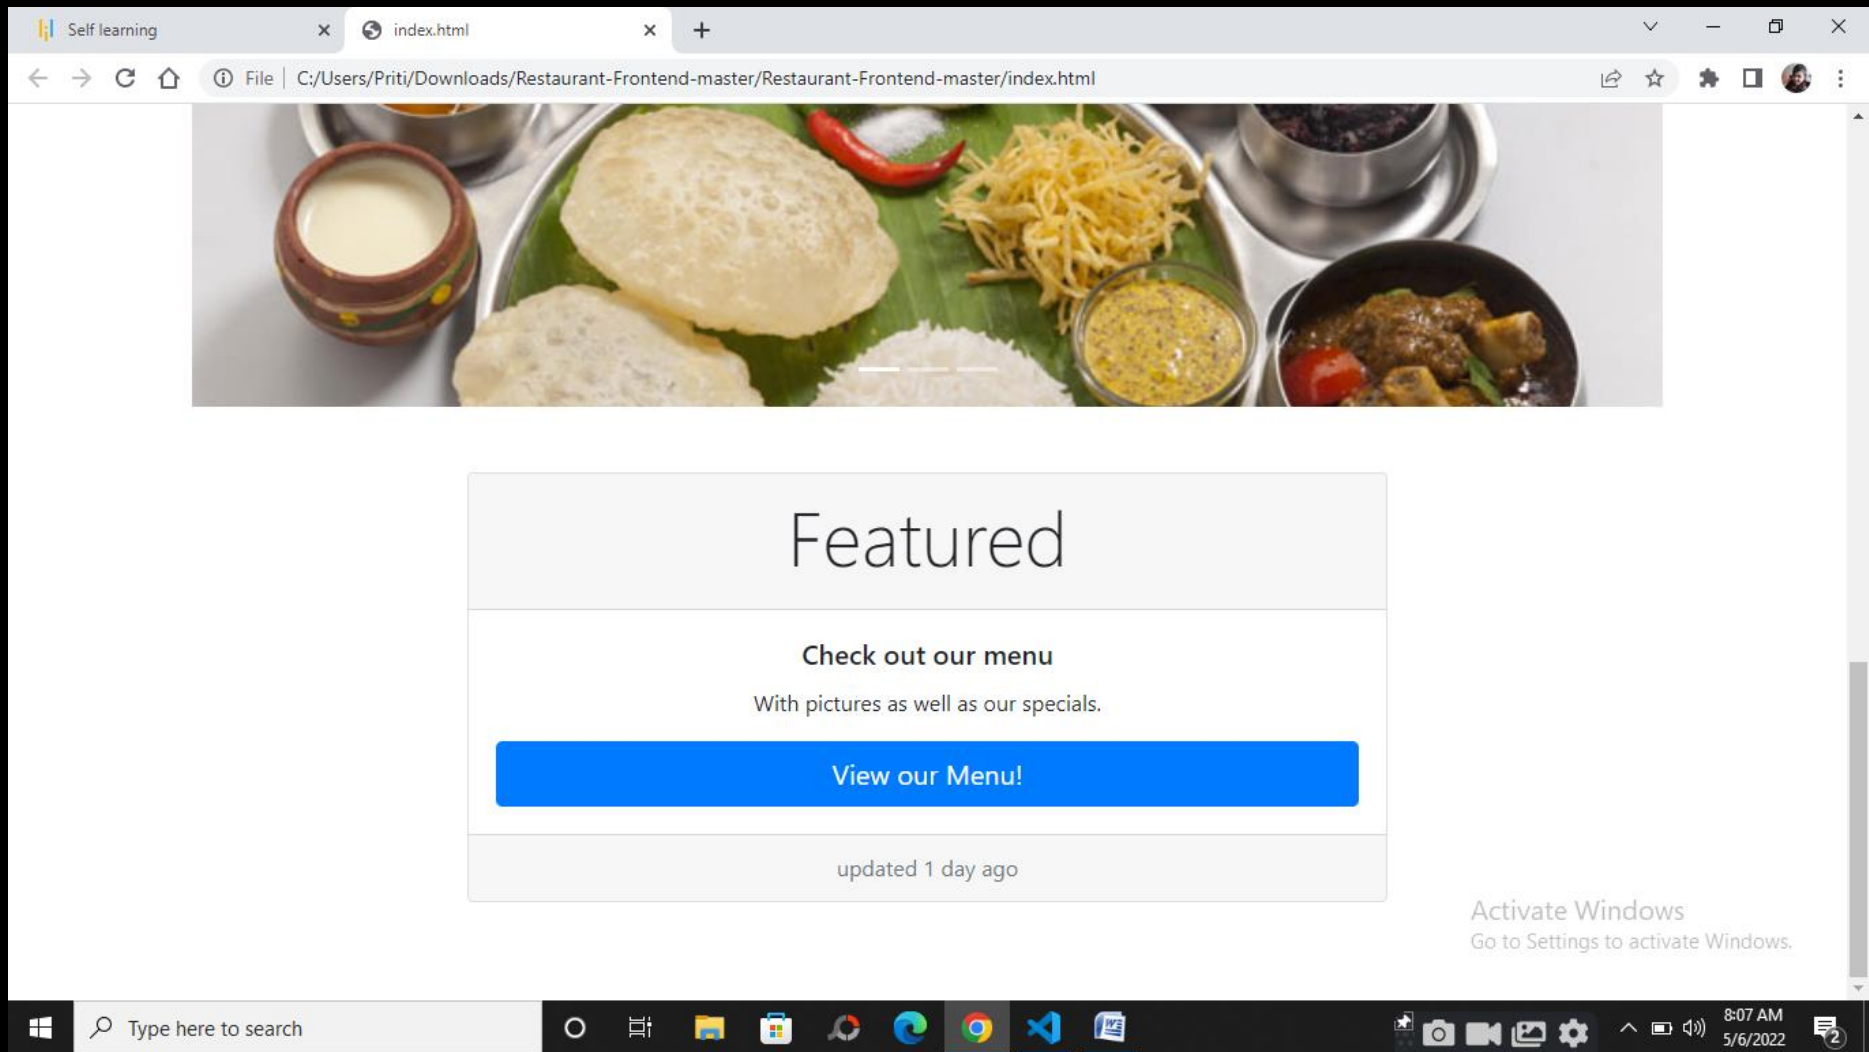 Self learning
index.html
File
C:/Users/Priti/Downloads/Restaurant-Frontend-master/Restaurant-Frontend-master/index.html
Featured
Check out our menu
With pictures as well as our specials.
View our Menu!
updated 1 day ago
Activate Windows
Go to Settings to activate Windows.
Type here to search
8:07 AM
5/6/2022
2